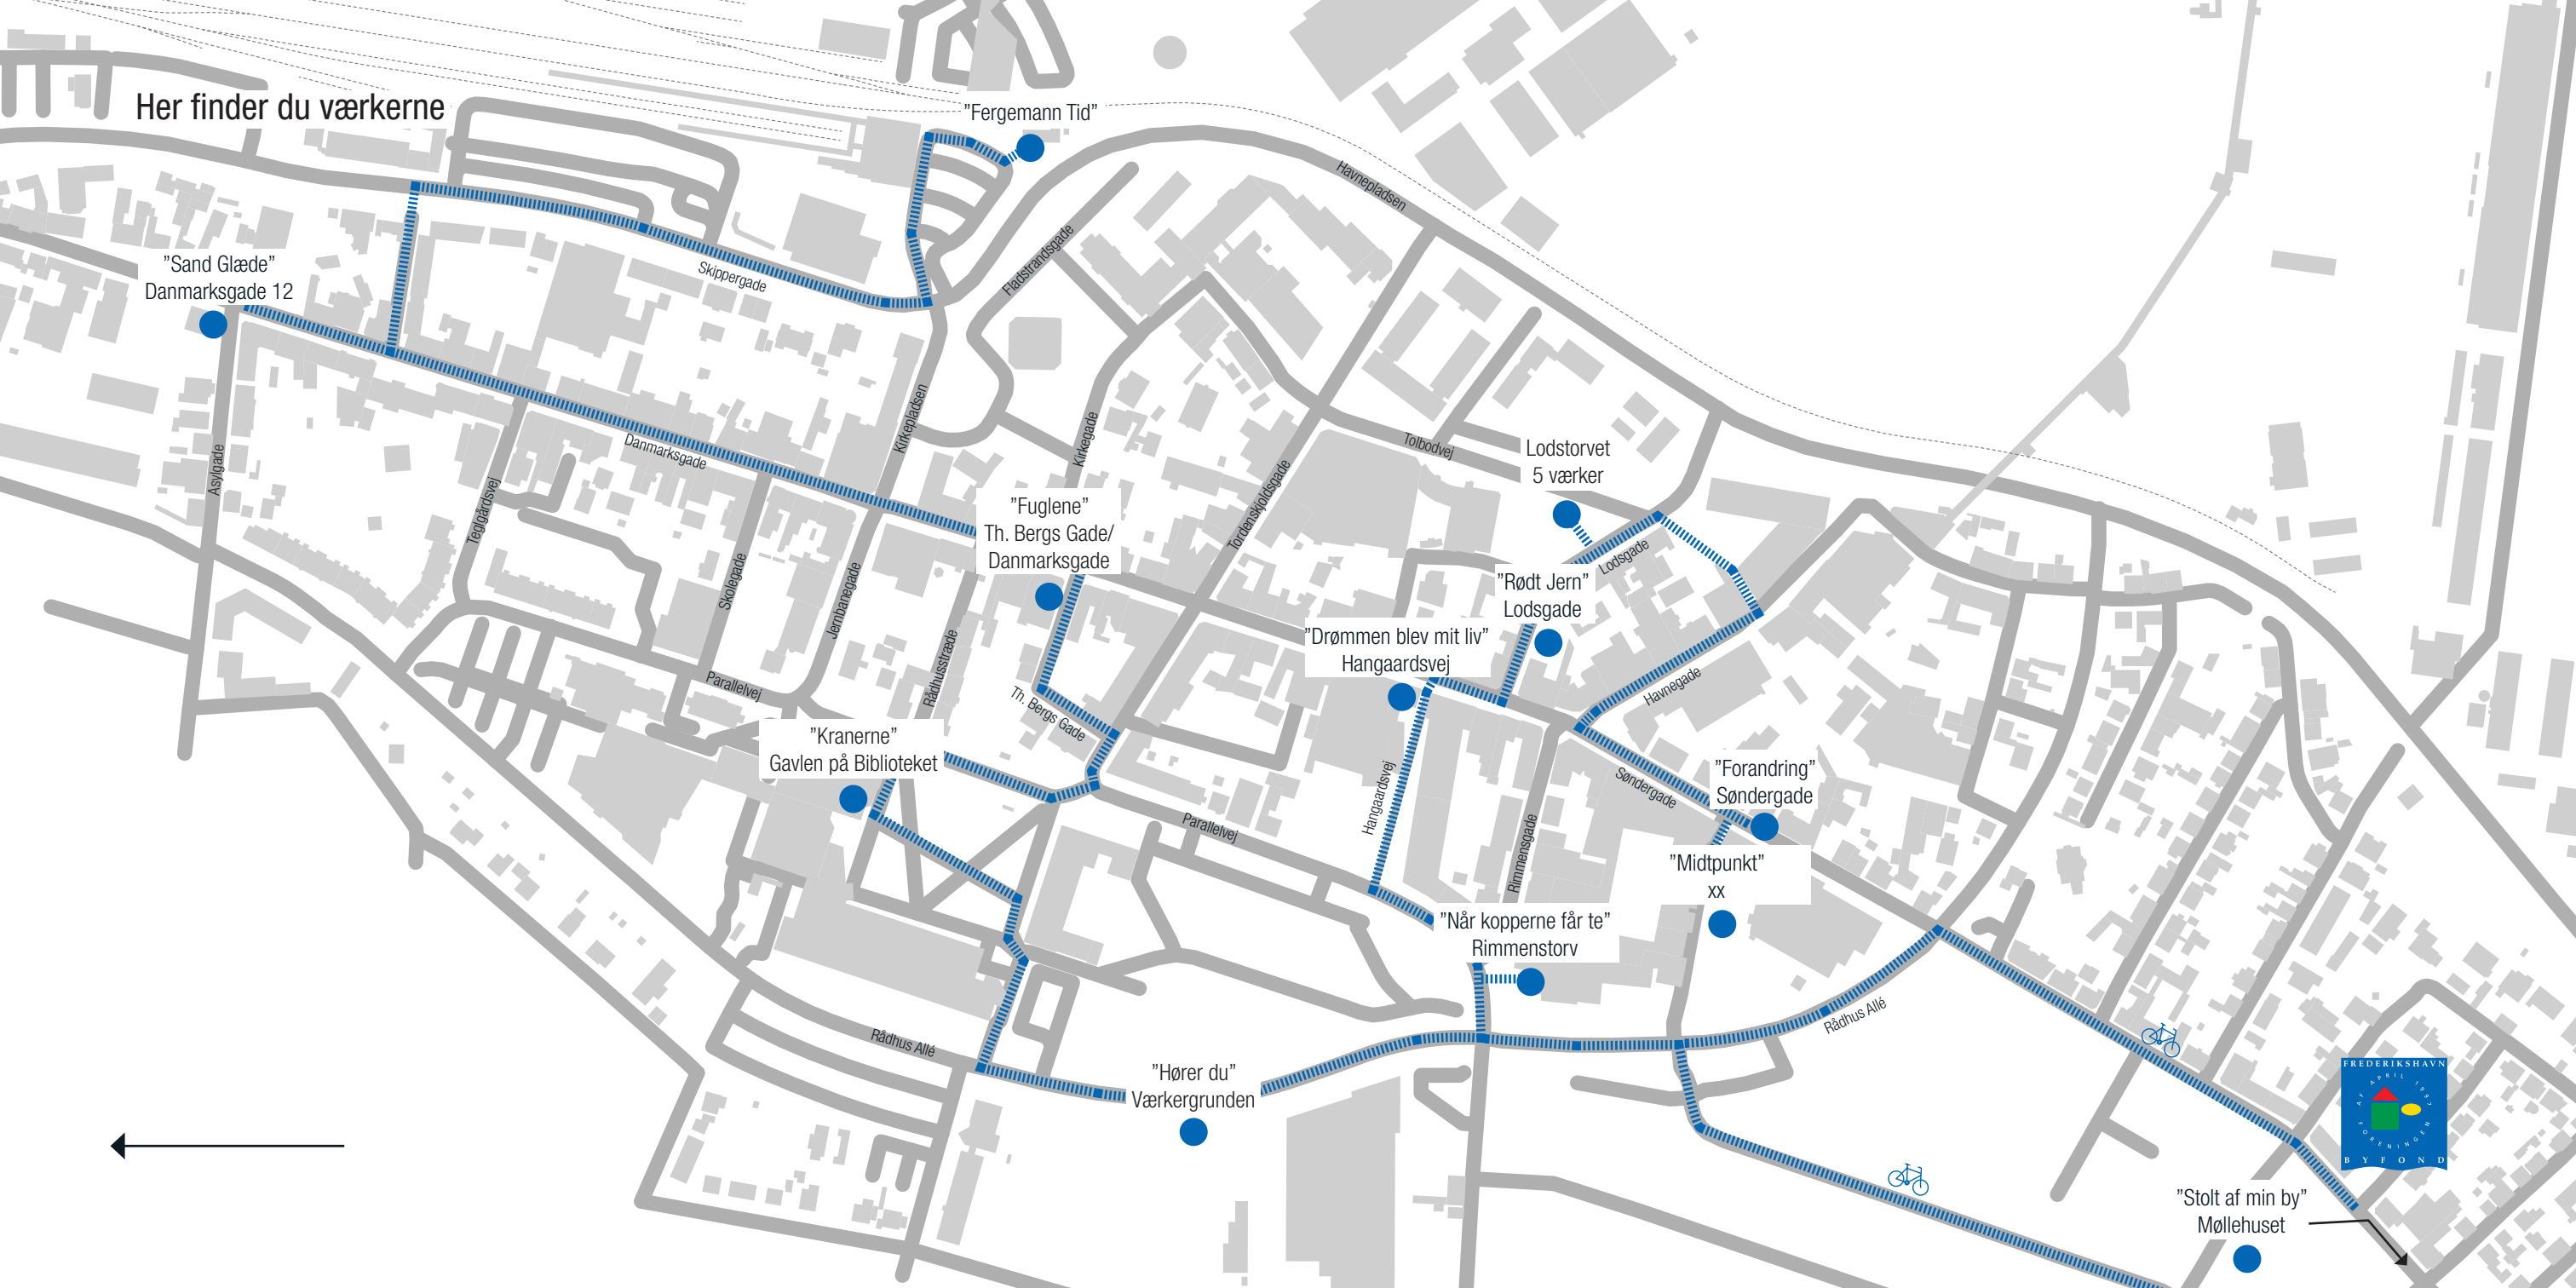 Her finder du værkerne
”Fergemann Tid”
Havnepladsen
”Sand Glæde”
Danmarksgade 12
Skippergade
Fladstrandsgade
Asylgade
Teglgårdsvej
Danmarksgade
Kirkepladsen
Kirkegade
Tordenskjoldsgade
Tolbodvej
Lodstorvet
5 værker
”Fuglene”
Th. Bergs Gade/
Danmarksgade
Lodsgade
Skolegade
Jernbanegade
Rådhusstræde
”Rødt Jern”
Lodsgade
”Drømmen blev mit liv”
Hangaardsvej
Parallelvej
Th. Bergs Gade
Havnegade
”Kranerne”
Gavlen på Biblioteket
Søndergade
”Forandring”
Søndergade
Hangaardsvej
Parallelvej
Rimmensgade
”Midtpunkt”
xx
”Når kopperne får te”
Rimmenstorv
Rådhus Allé
Rådhus Allé
”Hører du”
Værkergrunden
FREDERIKSHAVN
AF APRIL 1997
FORENINGEN
BYFOND
”Stolt af min by”
Møllehuset